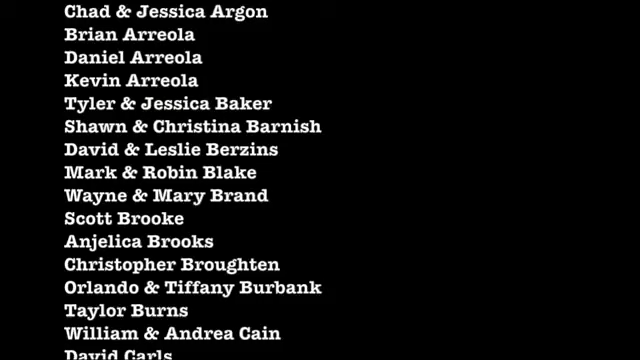 Chad & Jessica Argon
Brian Arreola
Daniel Arreola
Kevin Arreola
Tyler & Jessica Baker
Shawn & Christina Barnish
David & Leslie Berzins
Mark & Robin Blake
Wayne & Mary Brand
Scott Brooke
Anjelica Brooks
Christopher Broughten
Orlando & Tiffany Burbank
Taylor Burns
William & Andrea Cain
David Carls